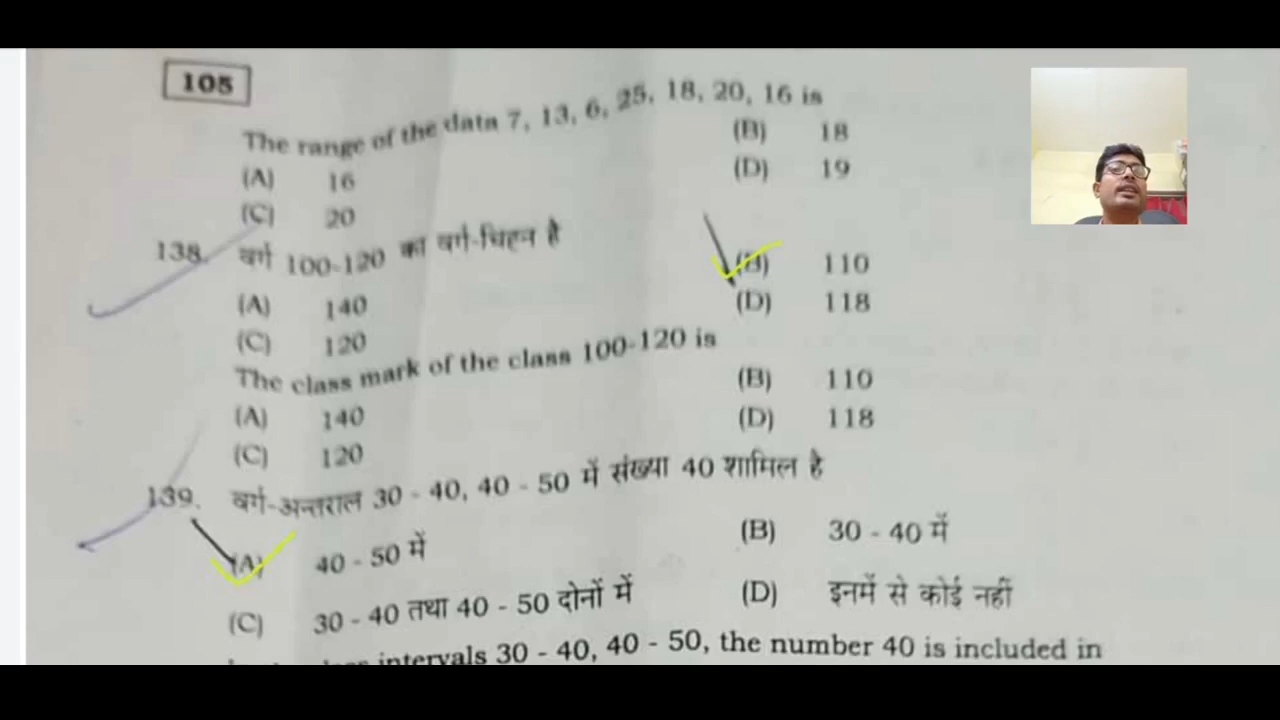 105
The range of the data 7, 13, 6, 25, 18, 20, 16 is
(A) 16 (B) 18
(C) 20 (D) 19
138. वर्ग 100-120 का वर्ग-चिह्न है
(A) 140 (B) 110
(C) 120 (D) 118
The class mark of the class 100-120 is
(A) 140 (B) 110
(C) 120 (D) 118
139. वर्ग-अन्तराल 30 - 40, 40 - 50 में संख्या 40 शामिल है
(A) 40 - 50 में (B) 30 - 40 में
(C) 30 - 40 तथा 40 - 50 दोनों में (D) इनमें से कोई नहीं
intervals 30 - 40, 40 - 50, the number 40 is included in